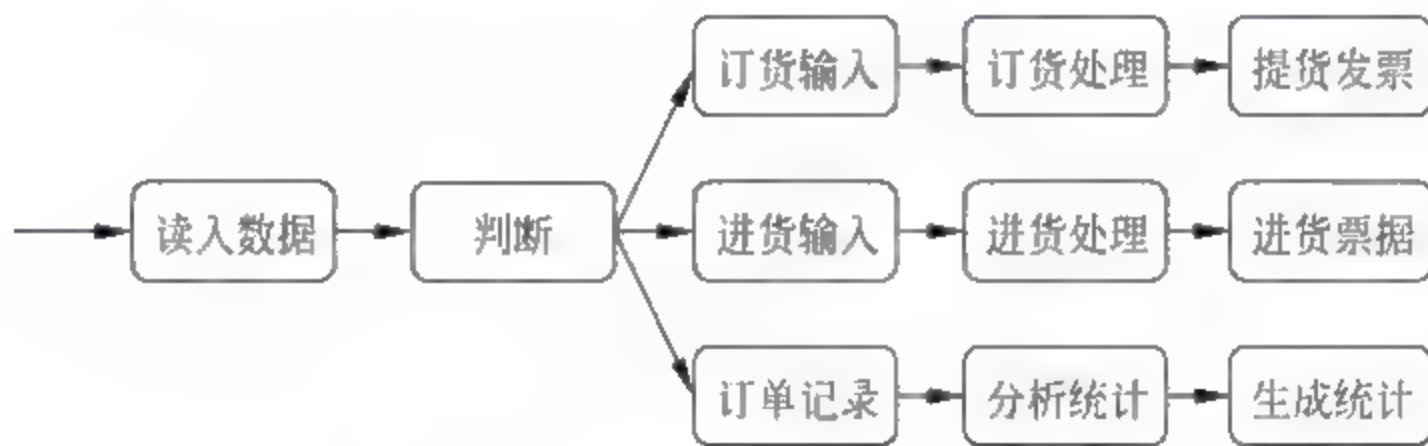 订货输入 订货处理 提货发票
读入数据 判断 进货输入 进货处理 进货票据
订单记录 分析统计 生成统计